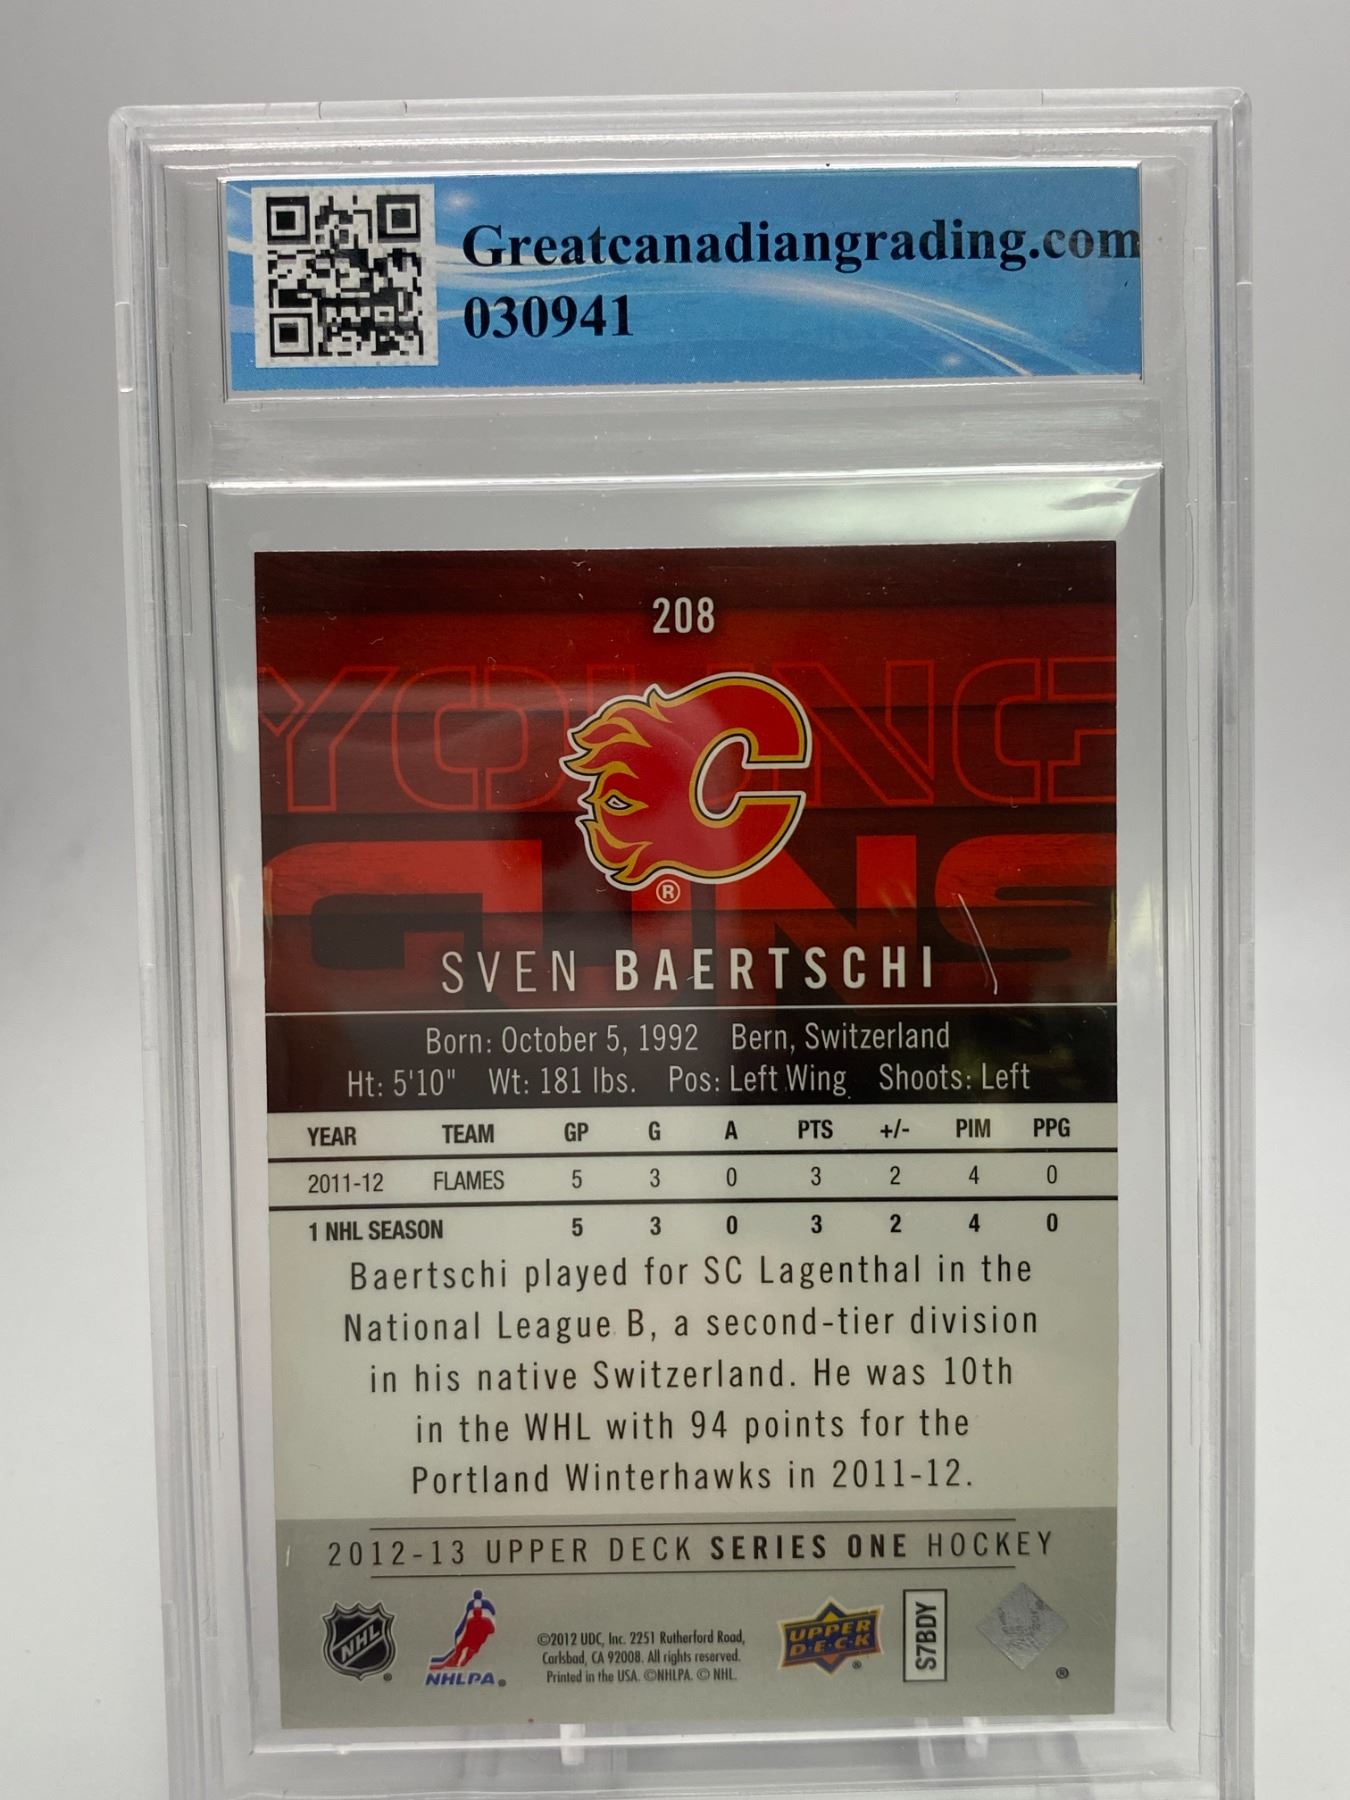 Greatcanadiangrading.com
030941
208
YOUNG
GUNS
C
®
SVEN BAERTSCHI
Born: October 5, 1992 Bern, Switzerland
Ht: 5'10" Wt: 181 lbs. Pos: Left Wing Shoots: Left
YEAR TEAM GP G A PTS +/- PIM PPG
2011-12 FLAMES 5 3 0 3 2 4 0
1 NHL SEASON 5 3 0 3 2 4 0
Baertschi played for SC Lagenthal in the
National League B, a second-tier division
in his native Switzerland. He was 10th
in the WHL with 94 points for the
Portland Winterhawks in 2011-12.
2012-13 UPPER DECK SERIES ONE HOCKEY
NHL ®
NHLPA®
©2012 UDC, Inc. 2251 Rutherford Road,
Carlsbad, CA 92008. All rights reserved.
Printed in the USA. ©NHLPA. © NHL.
UPPER
D·E·C·K ®
S7BDY
®